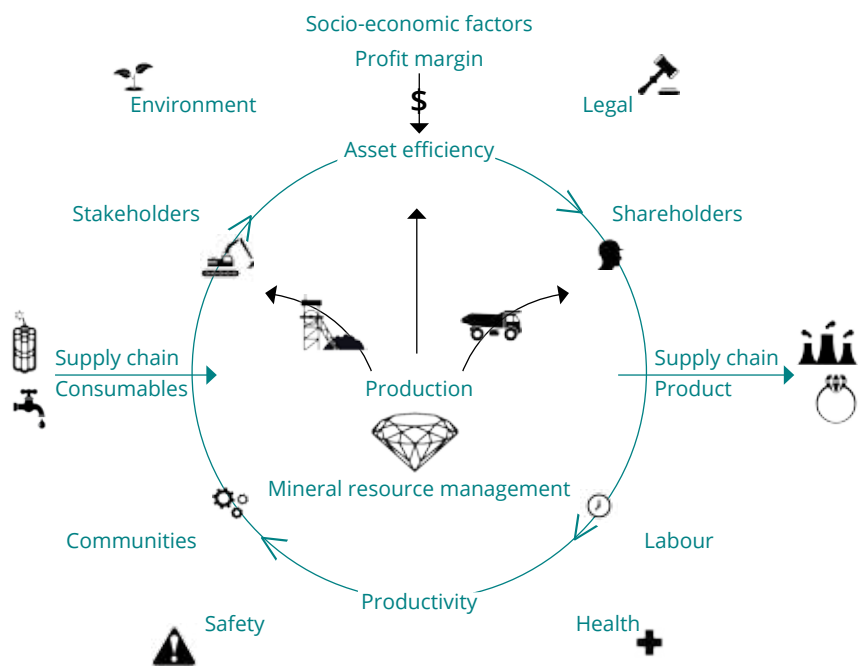 Socio-economic factors
Profit margin
$
Environment
Legal
Asset efficiency
Stakeholders
Shareholders
Supply chain
Consumables
Production
Supply chain
Product
Mineral resource management
Communities
Labour
Productivity
Safety
Health